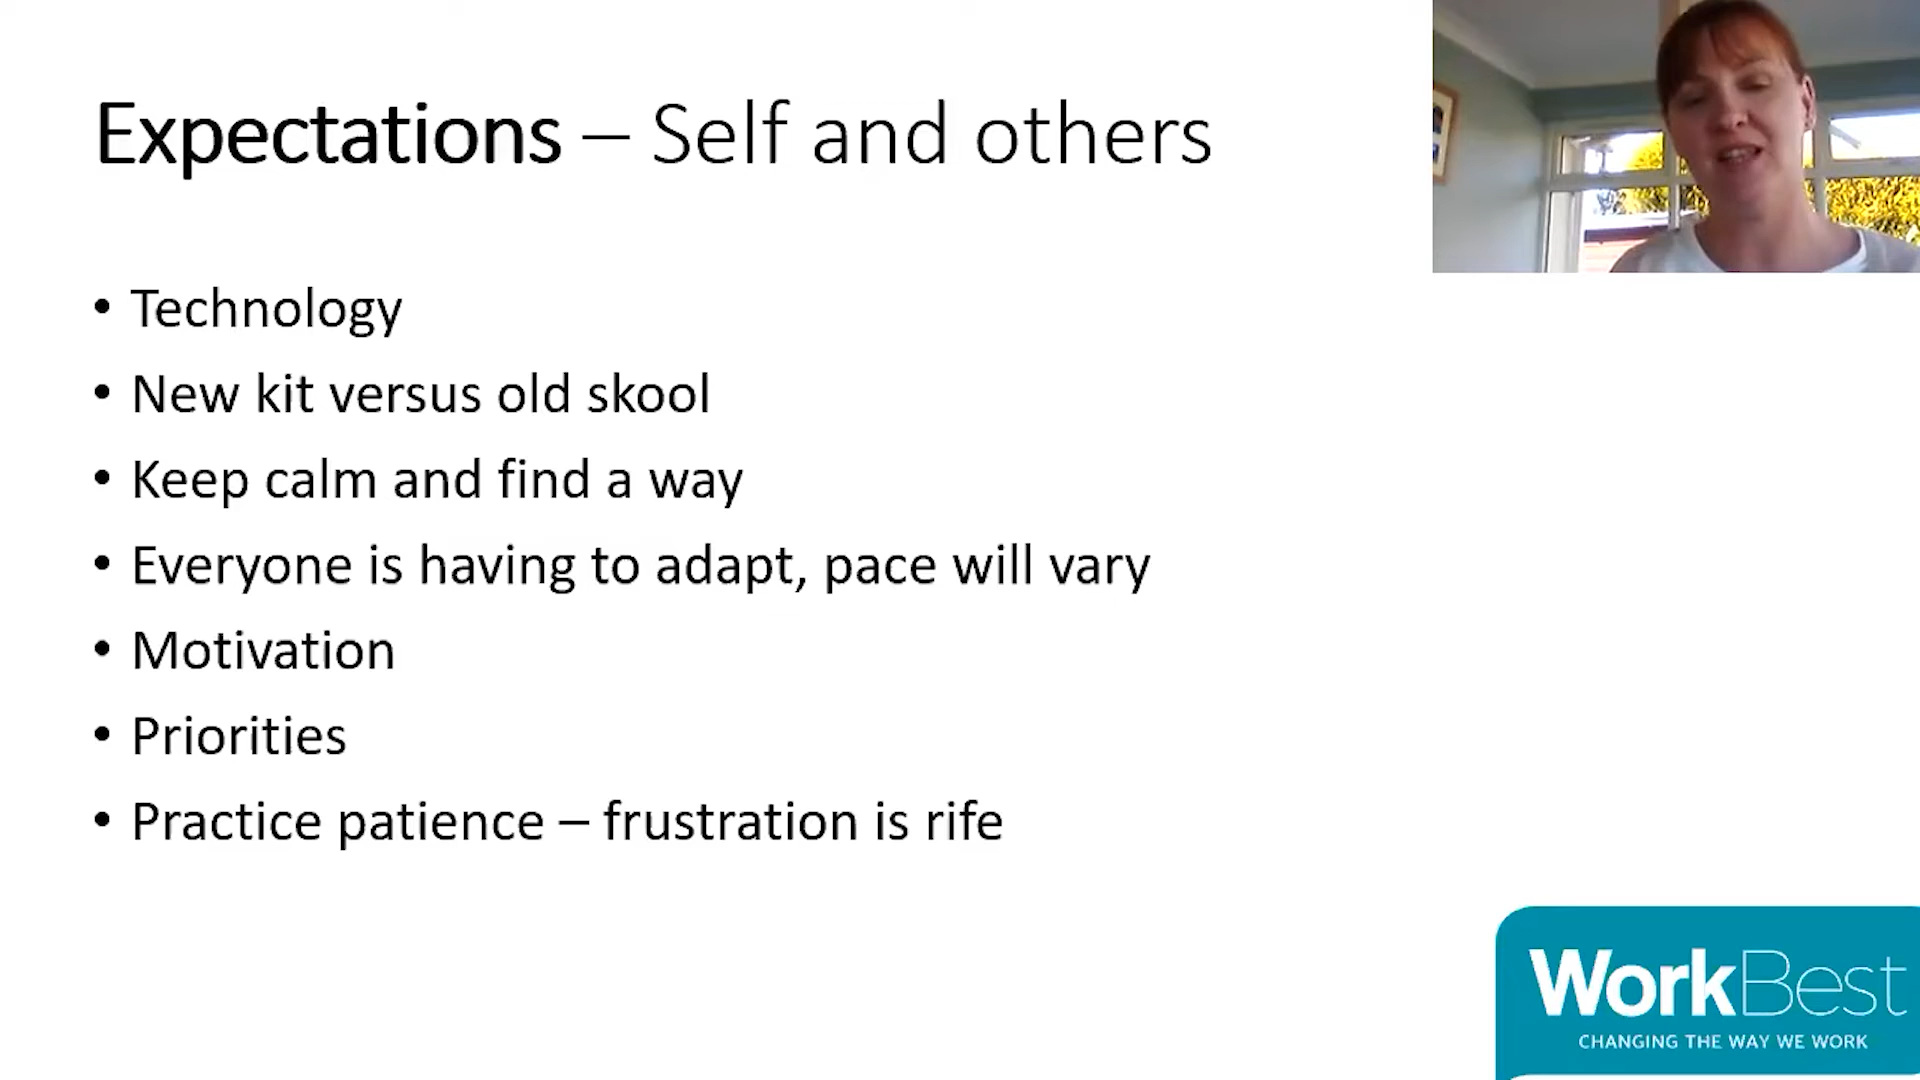 Expectations – Self and others
• Technology
• New kit versus old skool
• Keep calm and find a way
• Everyone is having to adapt, pace will vary
• Motivation
• Priorities
• Practice patience – frustration is rife
WorkBest
CHANGING THE WAY WE WORK